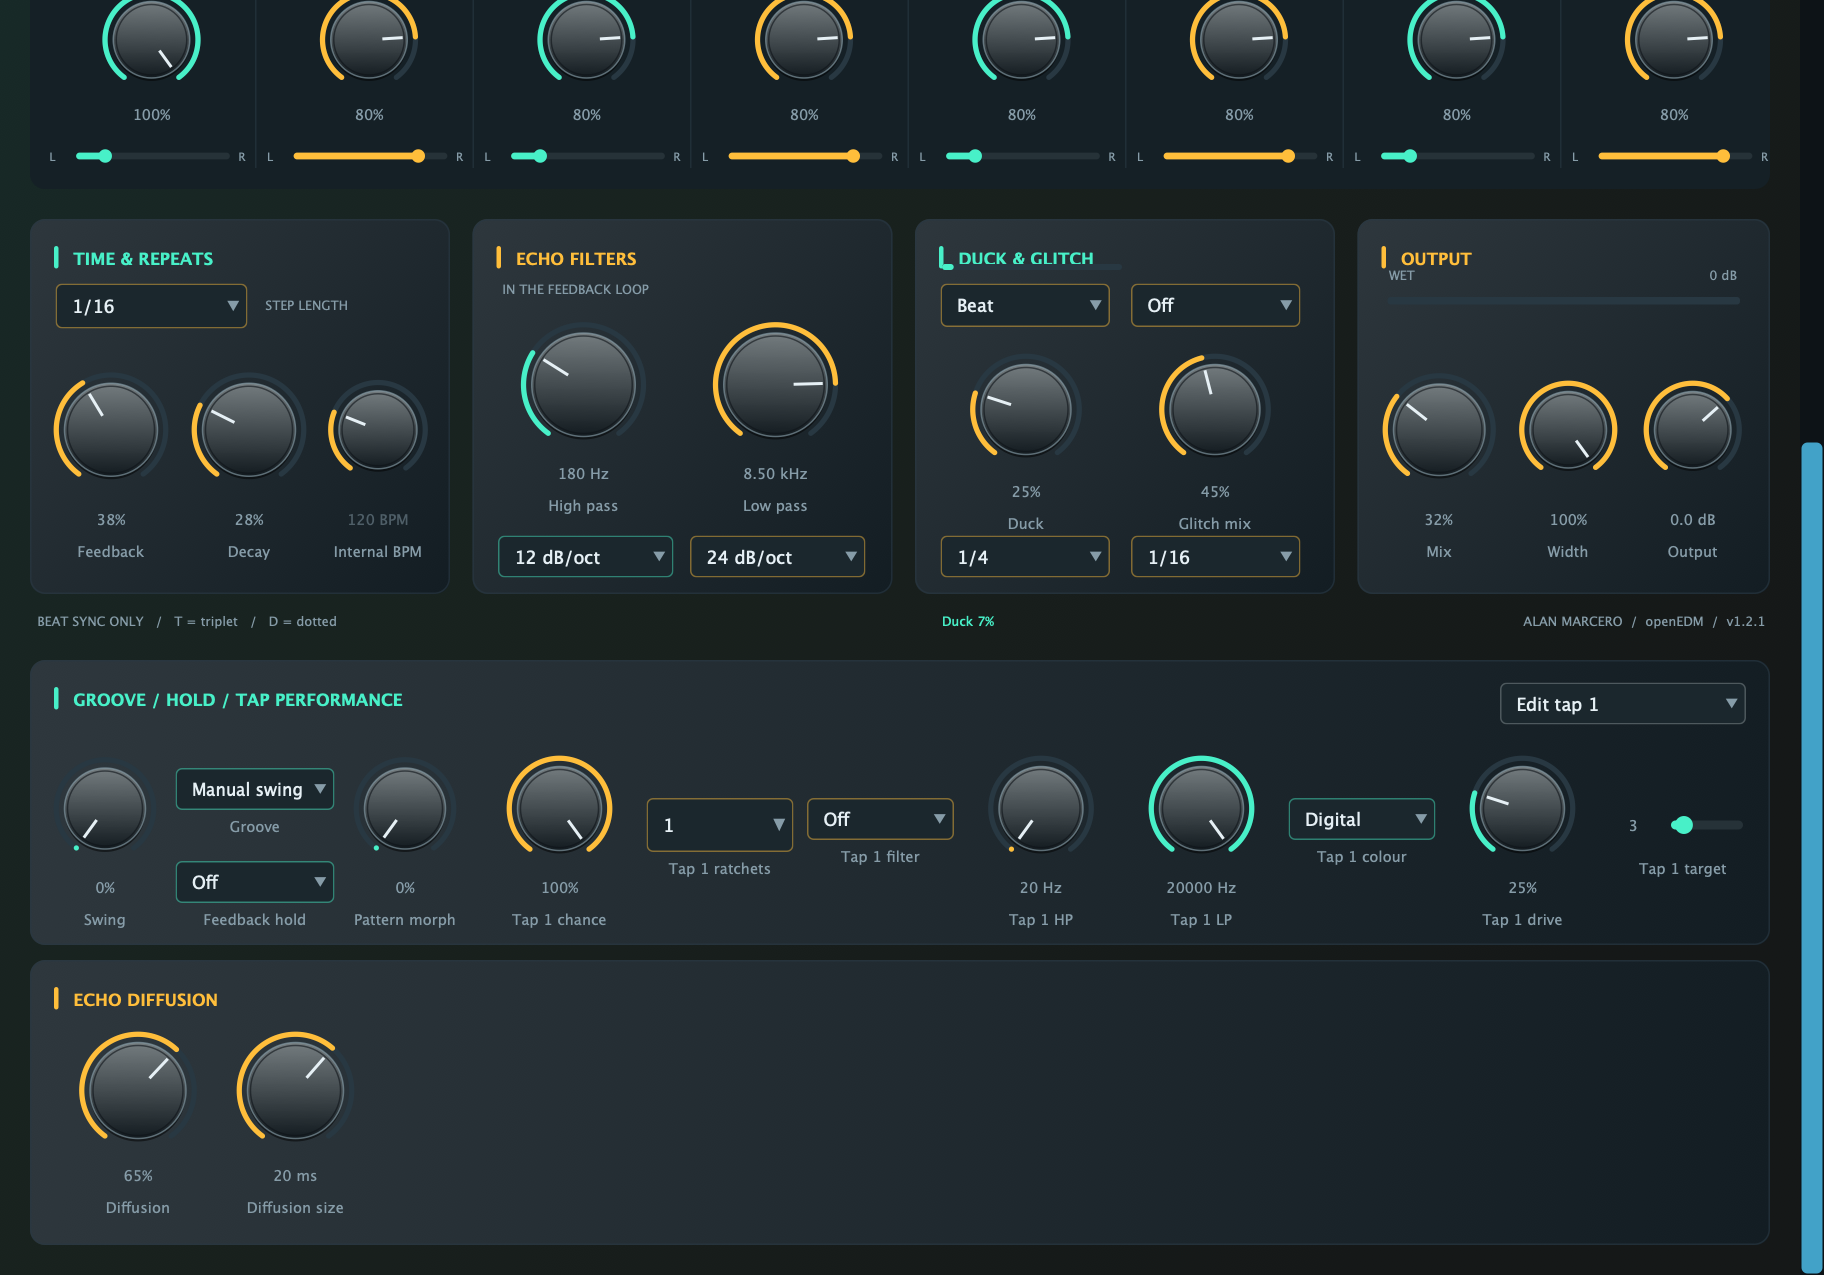 100% 80% 80% 80% 80% 80% 80% 80%
L R L R L R L R L R L R L R L R
TIME & REPEATS
1/16 STEP LENGTH
38% 28% 120 BPM
Feedback Decay Internal BPM
ECHO FILTERS
IN THE FEEDBACK LOOP
180 Hz 8.50 kHz
High pass Low pass
12 dB/oct 24 dB/oct
DUCK & GLITCH
Beat Off
25% 45%
Duck Glitch mix
1/4 1/16
OUTPUT
WET 0 dB
32% 100% 0.0 dB
Mix Width Output
BEAT SYNC ONLY / T = triplet / D = dotted
Duck 7%
ALAN MARCERO / openEDM / v1.2.1
GROOVE / HOLD / TAP PERFORMANCE
Edit tap 1
0%
Swing
Manual swing
Groove
Off
Feedback hold
0%
Pattern morph
100%
Tap 1 chance
1
Tap 1 ratchets
Off
Tap 1 filter
20 Hz
Tap 1 HP
20000 Hz
Tap 1 LP
Digital
Tap 1 colour
25%
Tap 1 drive
3
Tap 1 target
ECHO DIFFUSION
65% 20 ms
Diffusion Diffusion size